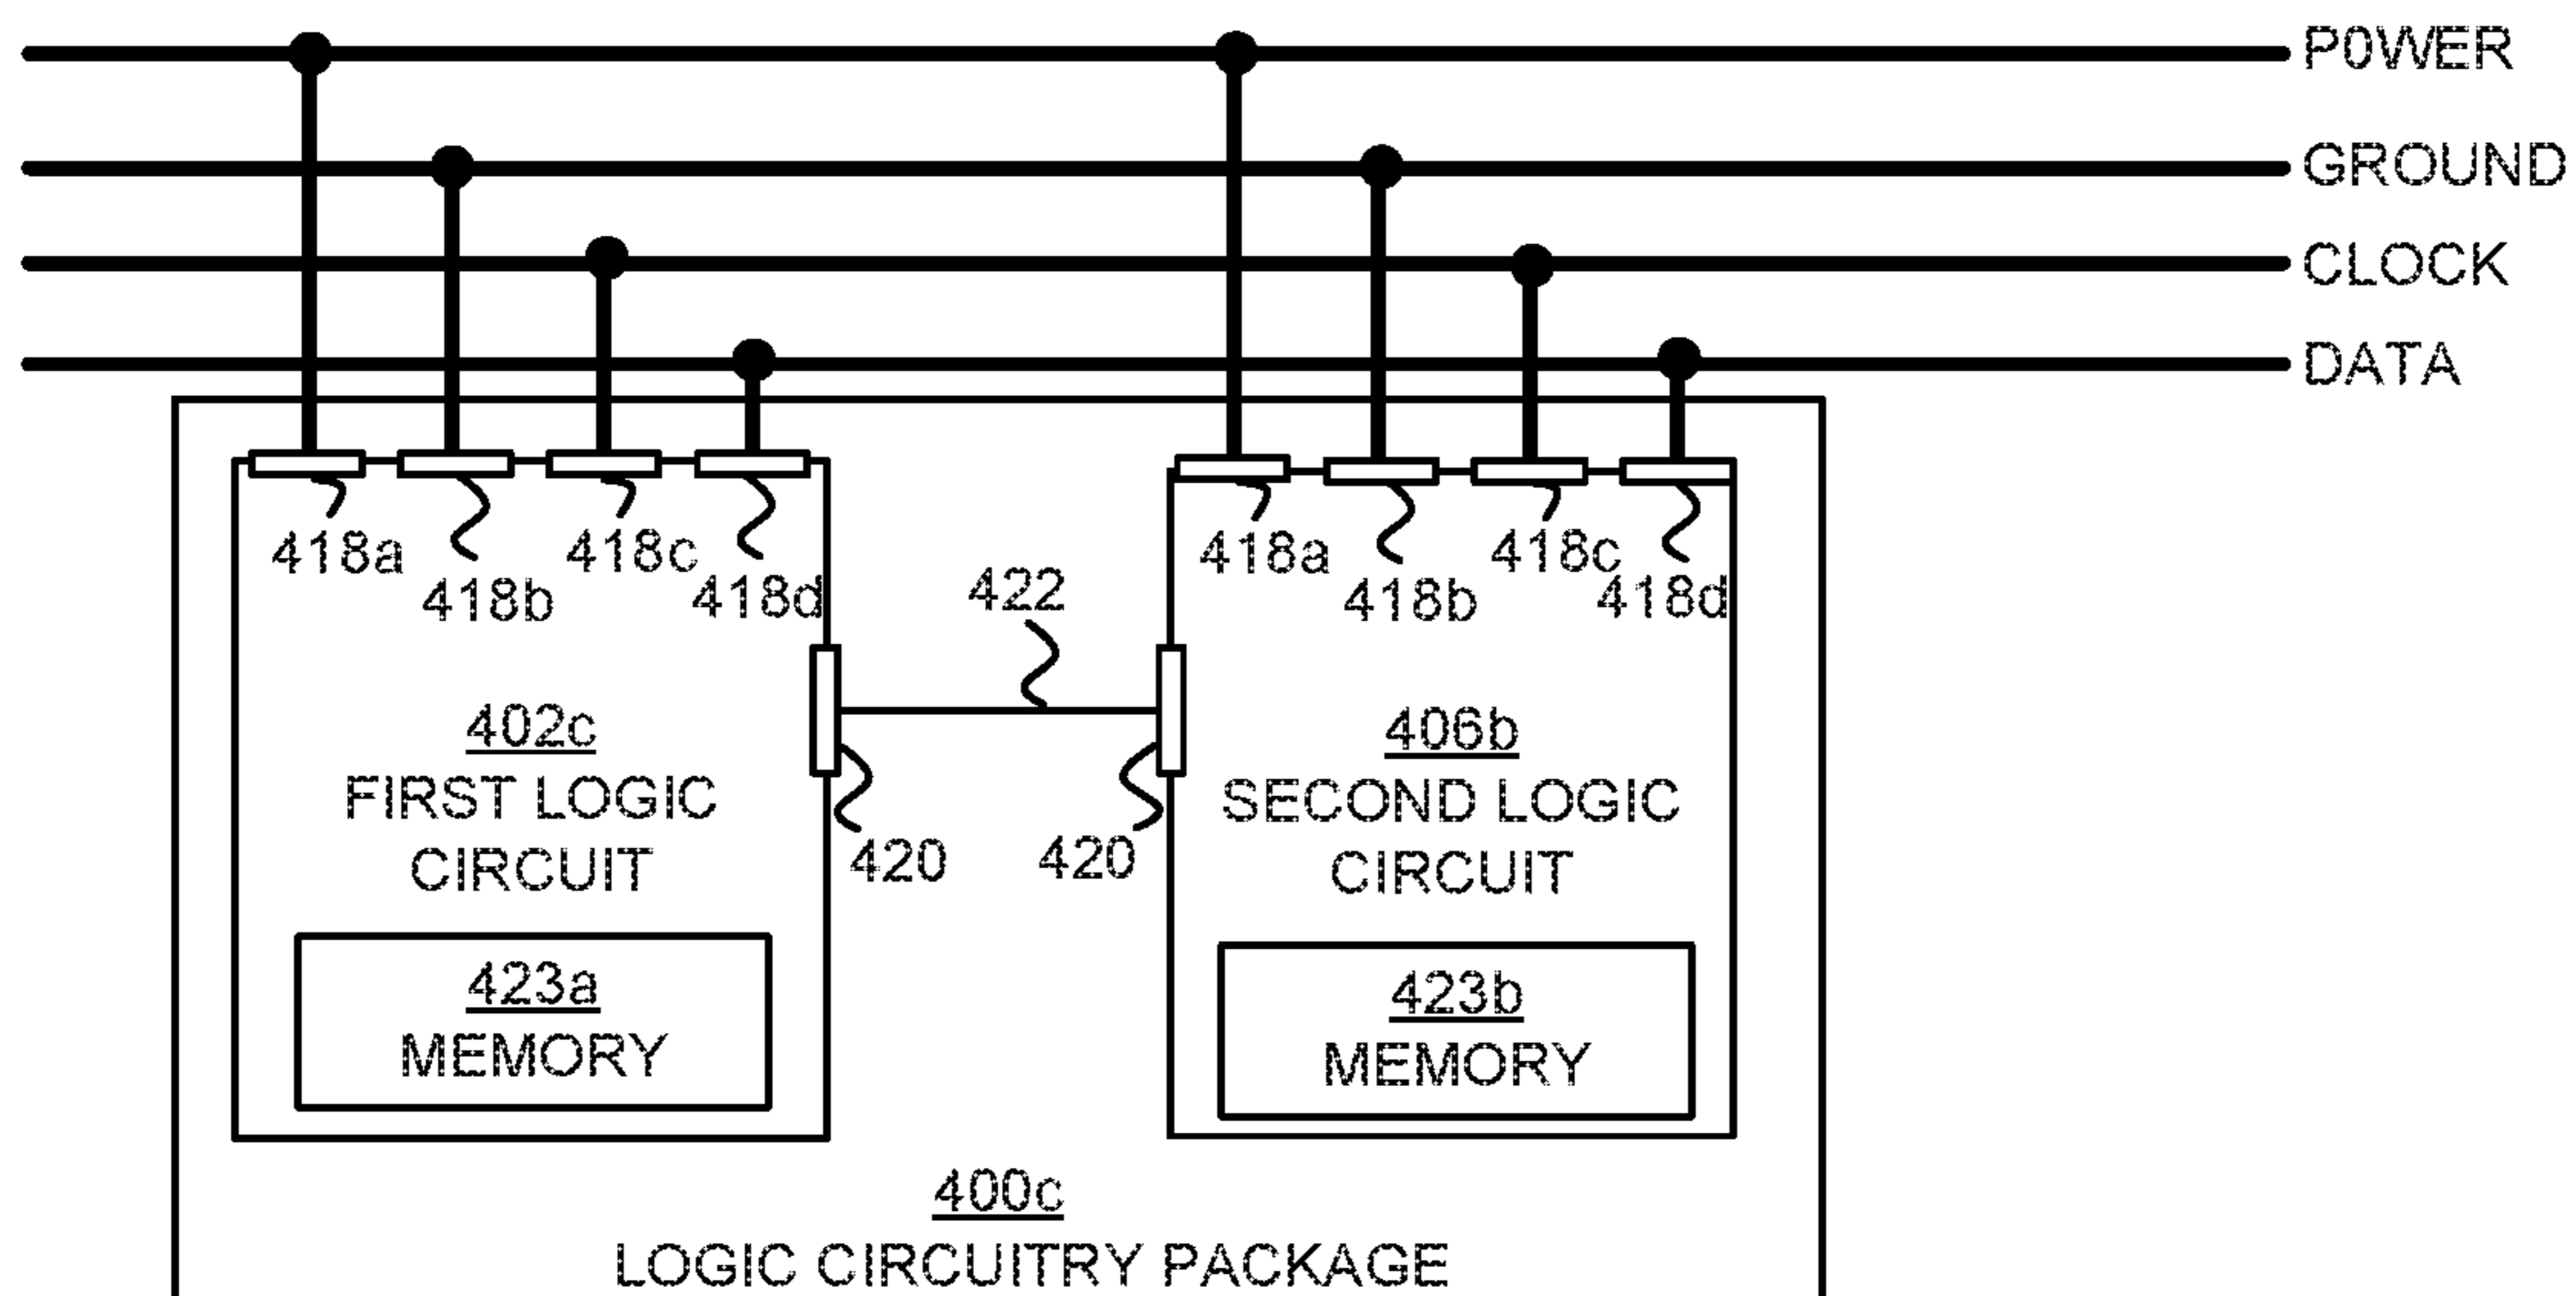 P0WER
GROUND
CLOCK
DATA
418a
418b
418c
418d
418a
418b
418c
418d
422
402c
FIRST LOGIC
CIRCUIT
420
420
406b
SECOND LOGIC
CIRCUIT
423a
MEMORY
423b
MEMORY
400c
LOGIC CIRCUITRY PACKAGE